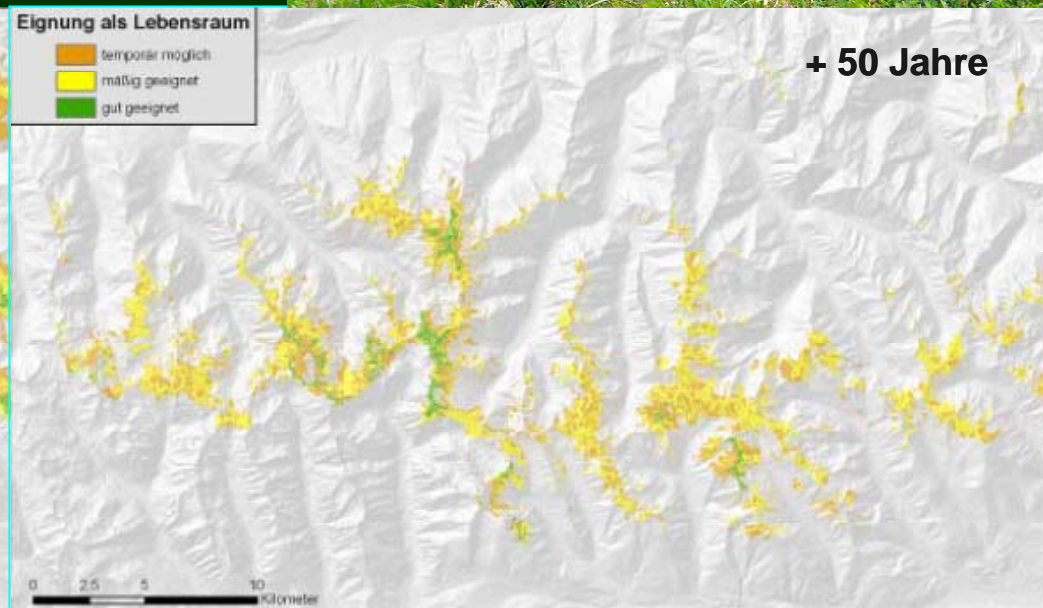 Eignung als Lebensraum
temporär möglich
mäßig geeignet
gut geeignet
+ 50 Jahre
0 2.5 5 10
Kilometer